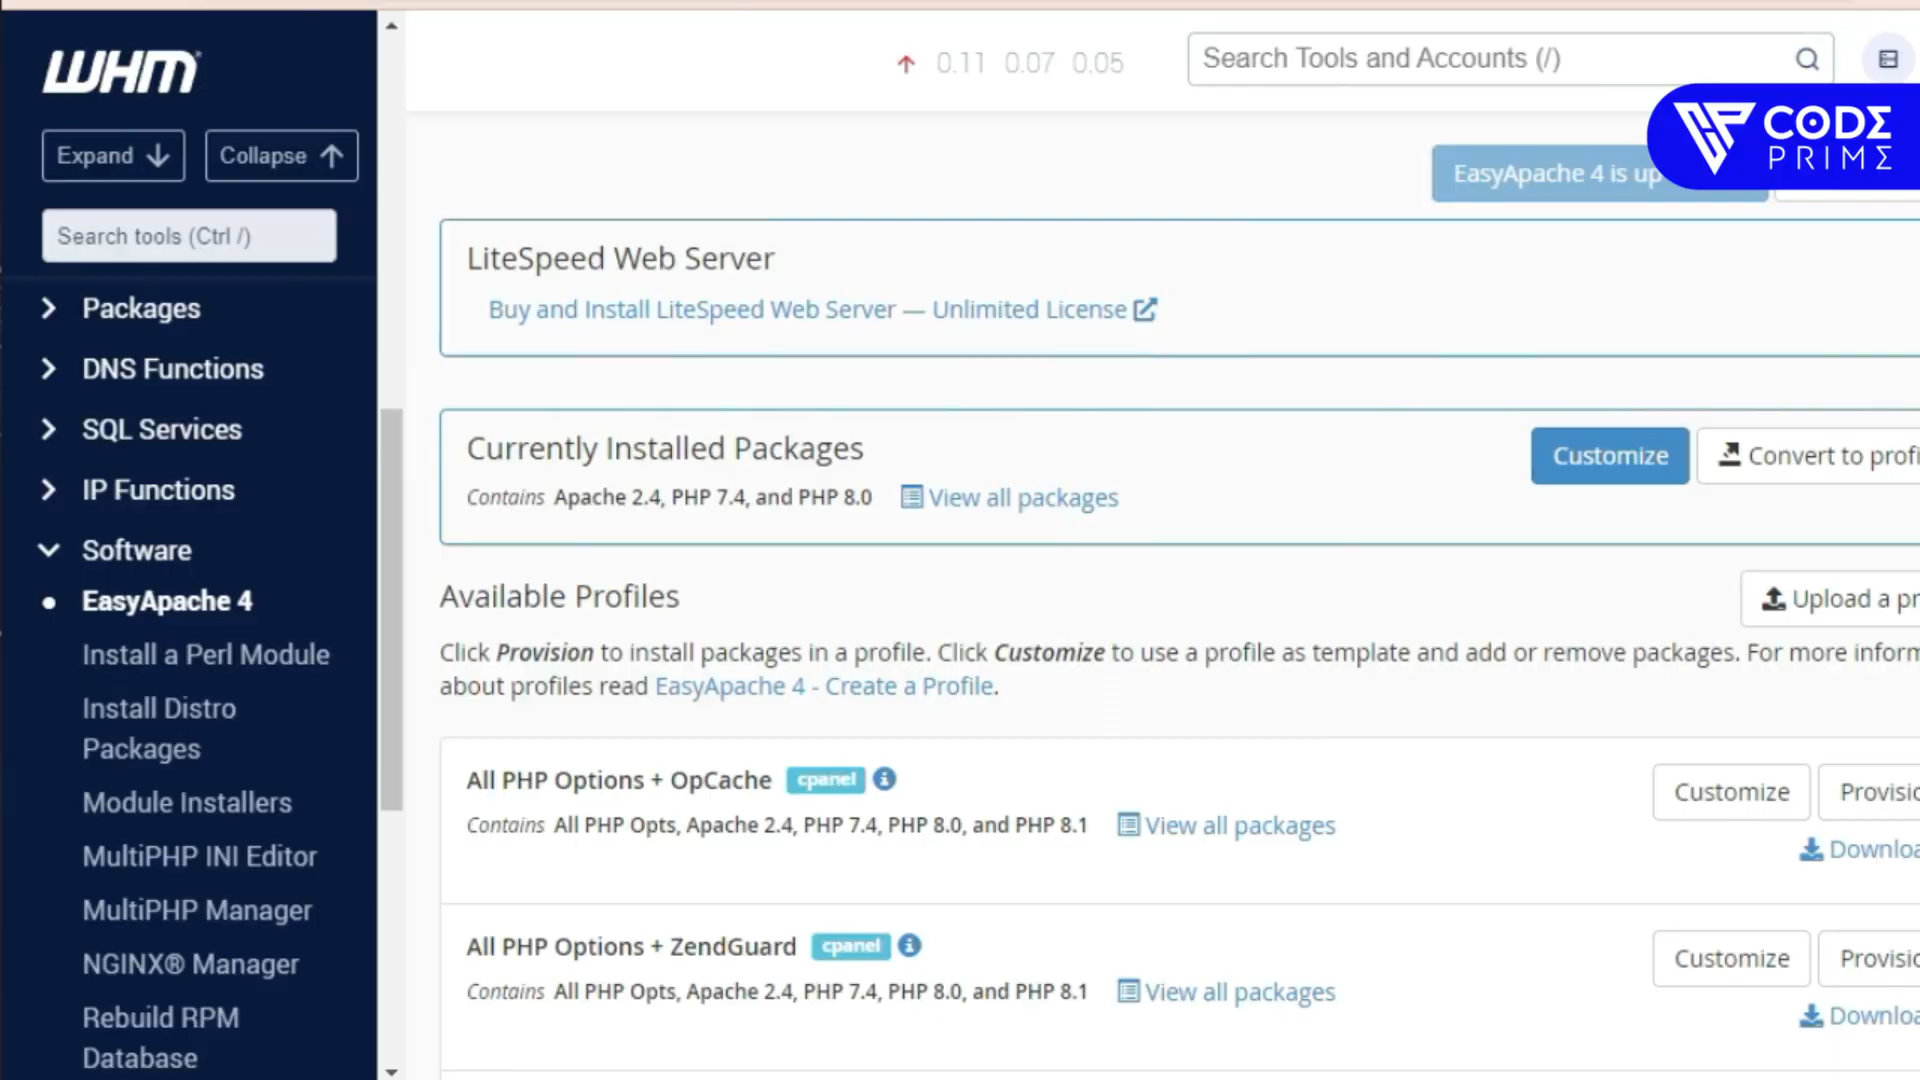 WHM
0.11 0.07 0.05
Search Tools and Accounts (/)
CODΣ
PRIMΣ
Expand
Collapse
Search tools (Ctrl /)
Packages
DNS Functions
SQL Services
IP Functions
Software
EasyApache 4
Install a Perl Module
Install Distro
Packages
Module Installers
MultiPHP INI Editor
MultiPHP Manager
NGINX® Manager
Rebuild RPM
Database
EasyApache 4 is up
LiteSpeed Web Server
Buy and Install LiteSpeed Web Server — Unlimited License
Currently Installed Packages
Customize
Convert to profi
Contains Apache 2.4, PHP 7.4, and PHP 8.0
View all packages
Available Profiles
Upload a pr
Click Provision to install packages in a profile. Click Customize to use a profile as template and add or remove packages. For more inform
about profiles read EasyApache 4 - Create a Profile.
All PHP Options + OpCache cpanel
Customize
Provisio
Contains All PHP Opts, Apache 2.4, PHP 7.4, PHP 8.0, and PHP 8.1
View all packages
Downloa
All PHP Options + ZendGuard cpanel
Customize
Provisio
Contains All PHP Opts, Apache 2.4, PHP 7.4, PHP 8.0, and PHP 8.1
View all packages
Downloa